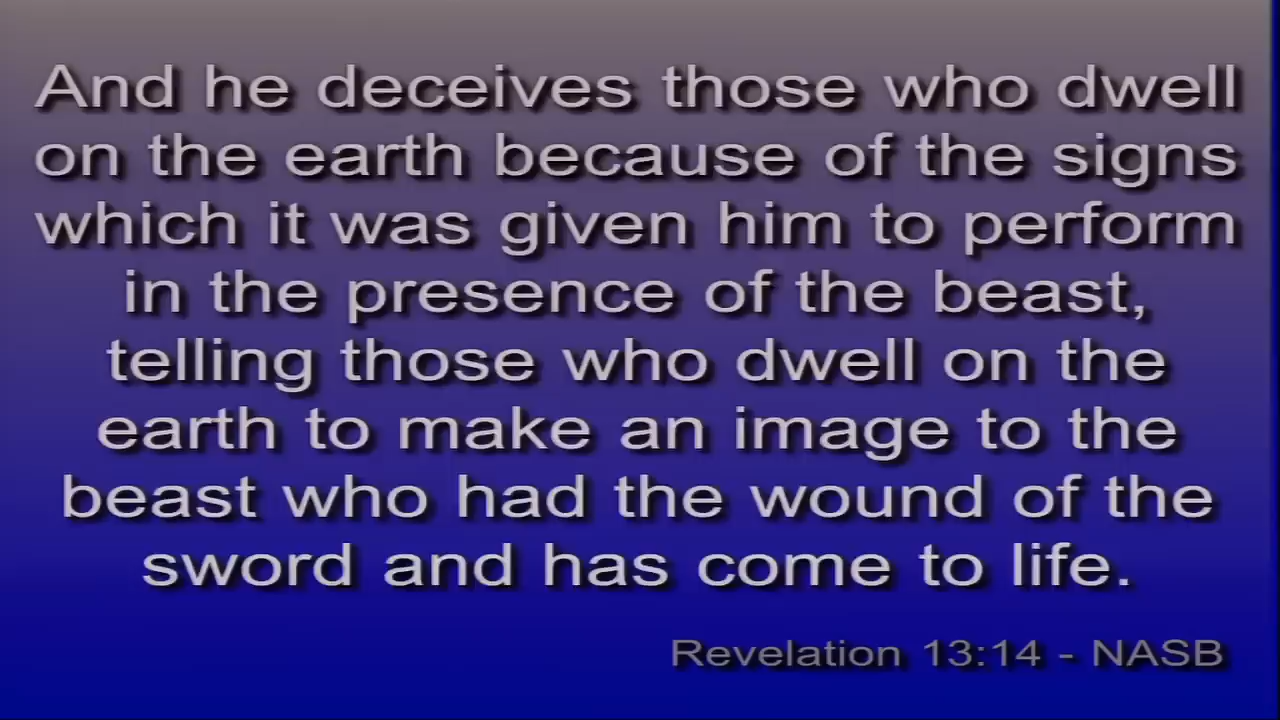 And he deceives those who dwell
on the earth because of the signs
which it was given him to perform
in the presence of the beast,
telling those who dwell on the
earth to make an image to the
beast who had the wound of the
sword and has come to life.
Revelation 13:14 - NASB